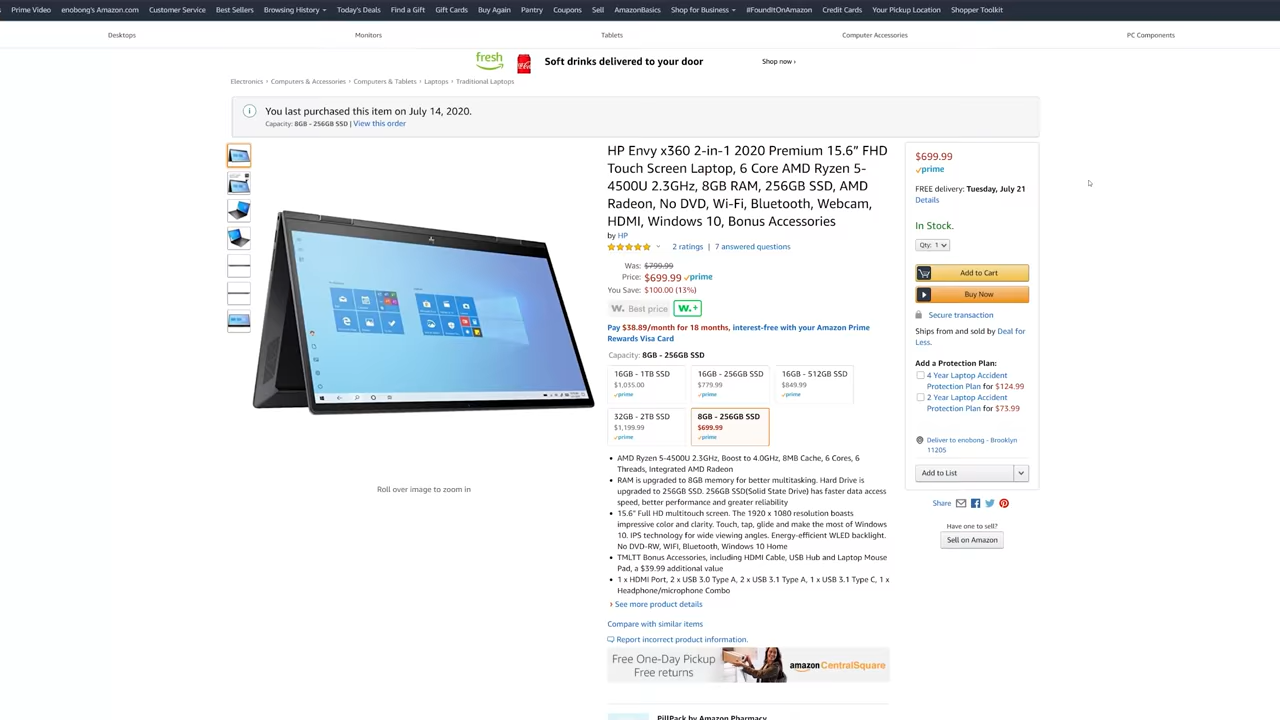 Prime Video enobong's Amazon.com Customer Service Best Sellers Browsing History Today's Deals Find a Gift Gift Cards Buy Again Pantry Coupons Sell AmazonBasics Shop for Business #FoundItOnAmazon Credit Cards Your Pickup Location Shopper Toolkit
Desktops Monitors Tablets Computer Accessories PC Components
fresh Soft drinks delivered to your door Shop now ›
Electronics › Computers & Accessories › Computers & Tablets › Laptops › Traditional Laptops
You last purchased this item on July 14, 2020.
Capacity: 8GB - 256GB SSD | View this order
HP Envy x360 2-in-1 2020 Premium 15.6" FHD
Touch Screen Laptop, 6 Core AMD Ryzen 5-
4500U 2.3GHz, 8GB RAM, 256GB SSD, AMD
Radeon, No DVD, Wi-Fi, Bluetooth, Webcam,
HDMI, Windows 10, Bonus Accessories
by HP
2 ratings | 7 answered questions
Was: $799.99
Price: $699.99 prime
You Save: $100.00 (13%)
W. Best price W.+
Pay $38.89/month for 18 months, interest-free with your Amazon Prime
Rewards Visa Card
Capacity: 8GB - 256GB SSD
16GB - 1TB SSD 16GB - 256GB SSD 16GB - 512GB SSD
$1,035.00 $779.99 $849.99
prime prime prime
32GB - 2TB SSD 8GB - 256GB SSD
$1,199.99 $699.99
prime prime
• AMD Ryzen 5-4500U 2.3GHz, Boost to 4.0GHz, 8MB Cache, 6 Cores, 6
Threads, Integrated AMD Radeon
• RAM is upgraded to 8GB memory for better multitasking. Hard Drive is
upgraded to 256GB SSD. 256GB SSD(Solid State Drive) has faster data access
speed, better performance and greater reliability
• 15.6" Full HD multitouch screen. The 1920 x 1080 resolution boasts
impressive color and clarity. Touch, tap, glide and make the most of Windows
10. IPS technology for wide viewing angles. Energy-efficient WLED backlight.
No DVD-RW, WIFI, Bluetooth, Windows 10 Home
• TMLTT Bonus Accessories, including HDMI Cable, USB Hub and Laptop Mouse
Pad, a $39.99 additional value
• 1 x HDMI Port, 2 x USB 3.0 Type A, 2 x USB 3.1 Type A, 1 x USB 3.1 Type C, 1 x
Headphone/microphone Combo
› See more product details
Compare with similar items
Report incorrect product information.
Free One-Day Pickup
Free returns
amazon CentralSquare
PillPack by Amazon Pharmacy
Roll over image to zoom in
$699.99
prime
FREE delivery: Tuesday, July 21
Details
In Stock.
Qty: 1
Add to Cart
Buy Now
Secure transaction
Ships from and sold by Deal for
Less.
Add a Protection Plan:
4 Year Laptop Accident
Protection Plan for $124.99
2 Year Laptop Accident
Protection Plan for $73.99
Deliver to enobong - Brooklyn
11205
Add to List
Share
Have one to sell?
Sell on Amazon